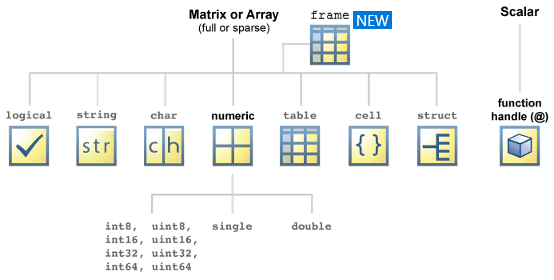 Matrix or Array
(full or sparse)
frame
NEW
Scalar
logical
string
char
numeric
table
cell
struct
function
handle (@)
str
ch
{ }
int8, uint8,
int16, uint16,
int32, uint32,
int64, uint64
single
double